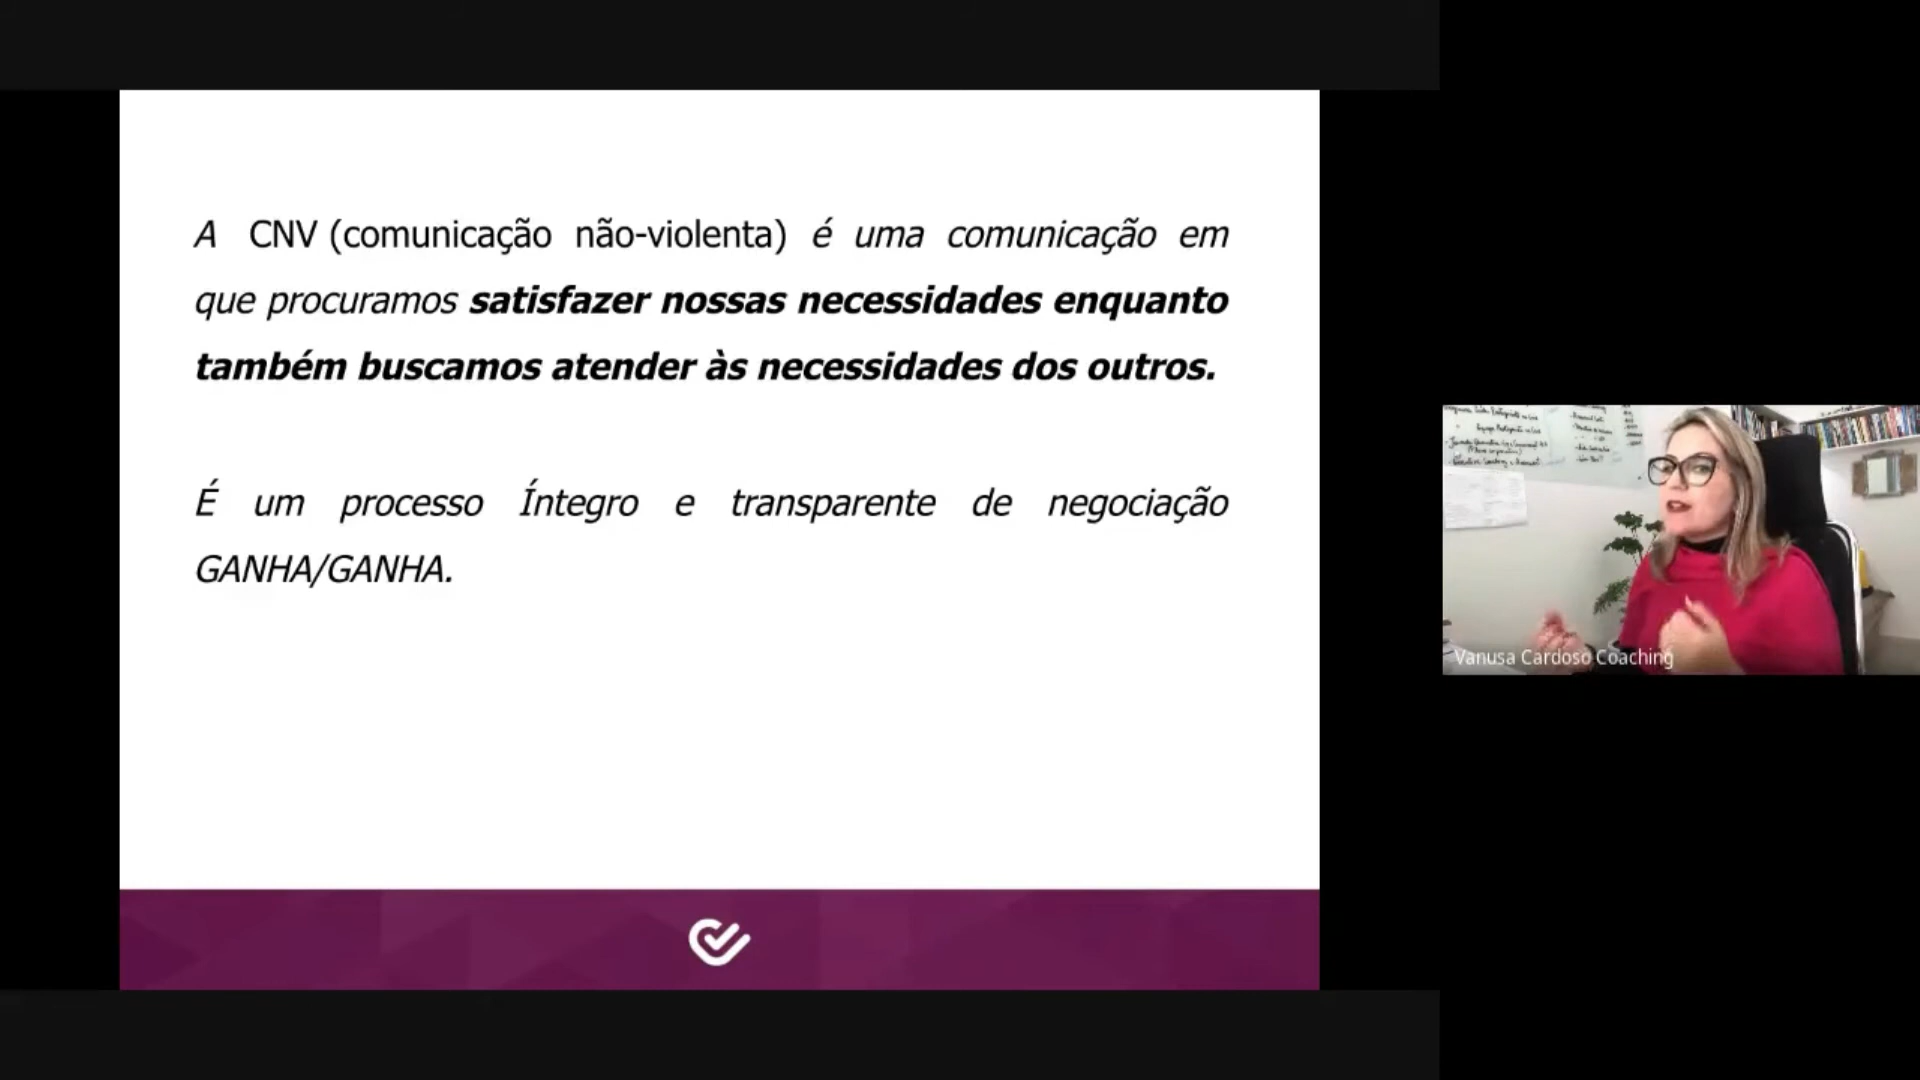 A CNV (comunicação não-violenta) é uma comunicação em
que procuramos satisfazer nossas necessidades enquanto
também buscamos atender às necessidades dos outros.
É um processo Íntegro e transparente de negociação
GANHA/GANHA.
Vanusa Cardoso Coaching